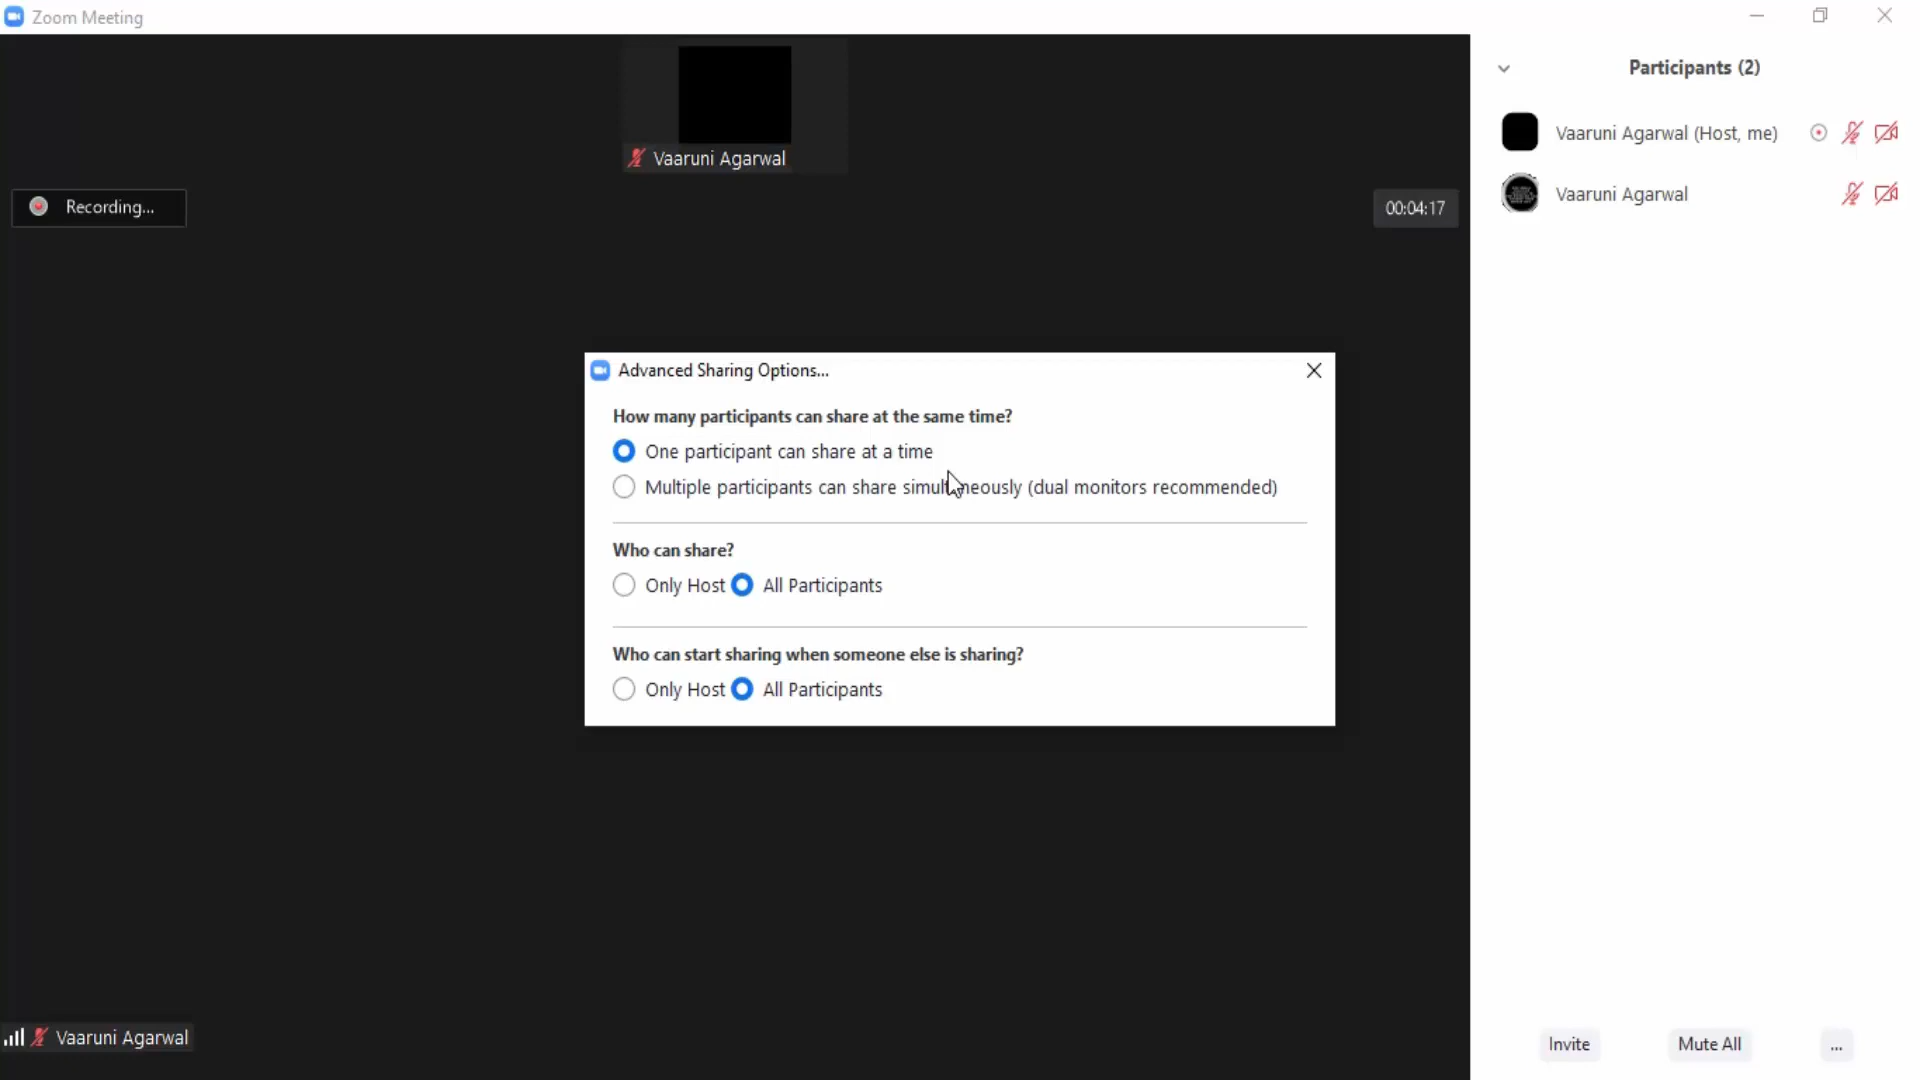 Zoom Meeting
Participants (2)
Vaaruni Agarwal (Host, me)
Vaaruni Agarwal
Vaaruni Agarwal
Recording...
00:04:17
Advanced Sharing Options...
How many participants can share at the same time?
One participant can share at a time
Multiple participants can share simultaneously (dual monitors recommended)
Who can share?
Only Host All Participants
Who can start sharing when someone else is sharing?
Only Host All Participants
Vaaruni Agarwal
Invite Mute All ...